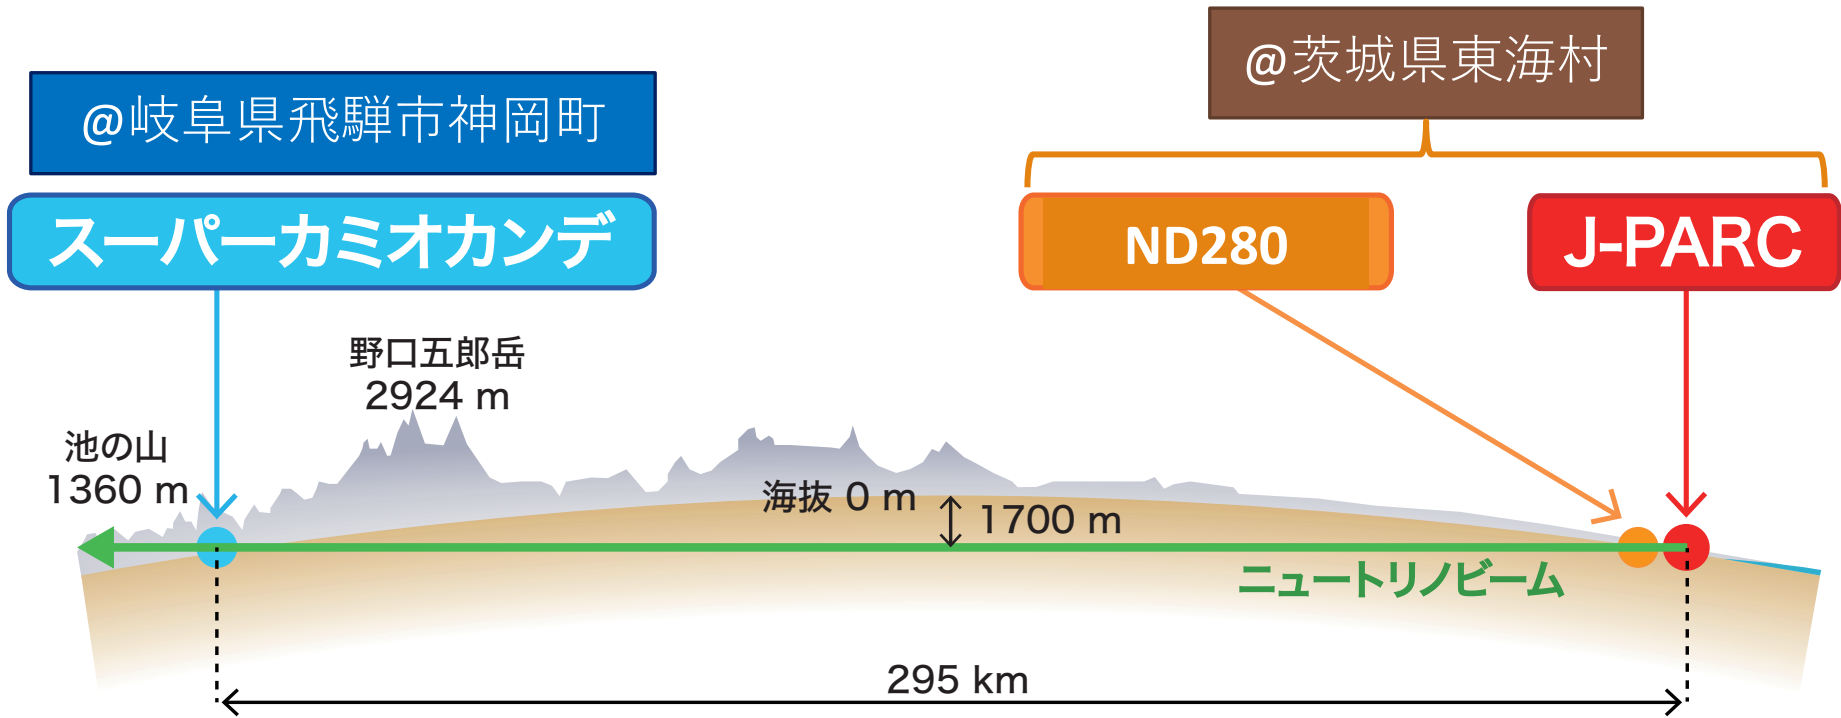 @茨城県東海村
@岐阜県飛騨市神岡町
スーパーカミオカンデ
ND280
J-PARC
野口五郎岳
2924 m
池の山
1360 m
海抜 0 m
1700 m
ニュートリノビーム
295 km